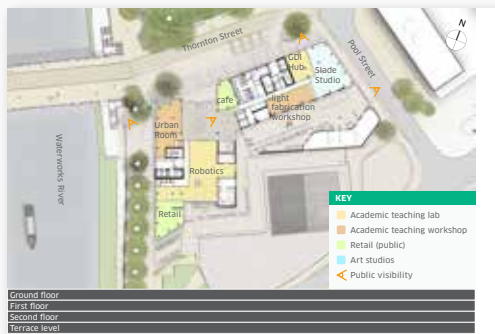 N
Thornton Street
Pool Street
GDI
Hub
Slade
Studio
cafe
light
fabrication
workshop
Urban
Room
Robotics
Retail
Waterworks River
KEY
Academic teaching lab
Academic teaching workshop
Retail (public)
Art studios
Public visibility
Ground floor
First floor
Second floor
Terrace level